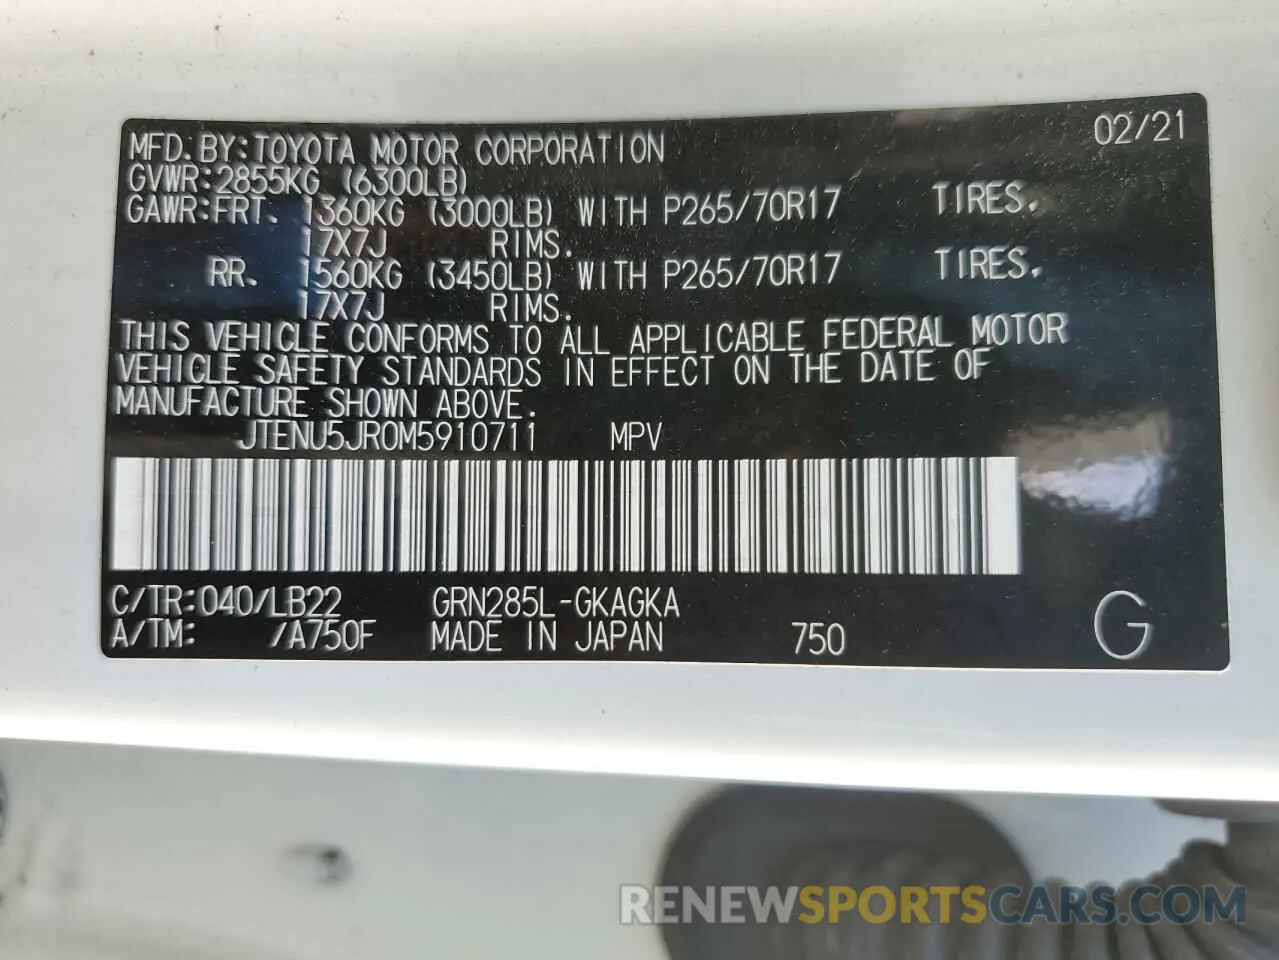 02/21
MFD.BY:TOYOTA MOTOR CORPORATION
GVWR:2855KG (6300LB)
GAWR:FRT. 1360KG (3000LB) WITH P265/70R17 TIRES.
17X7J RIMS.
RR. 1560KG (3450LB) WITH P265/70R17 TIRES.
17X7J RIMS.
THIS VEHICLE CONFORMS TO ALL APPLICABLE FEDERAL MOTOR
VEHICLE SAFETY STANDARDS IN EFFECT ON THE DATE OF
MANUFACTURE SHOWN ABOVE.
JTENU5JR0M5910711 MPV
C/TR:040/LB22 GRN285L-GKAGKA
A/TM: /A750F MADE IN JAPAN 750 G
RENEWSPORTSCARS.COM